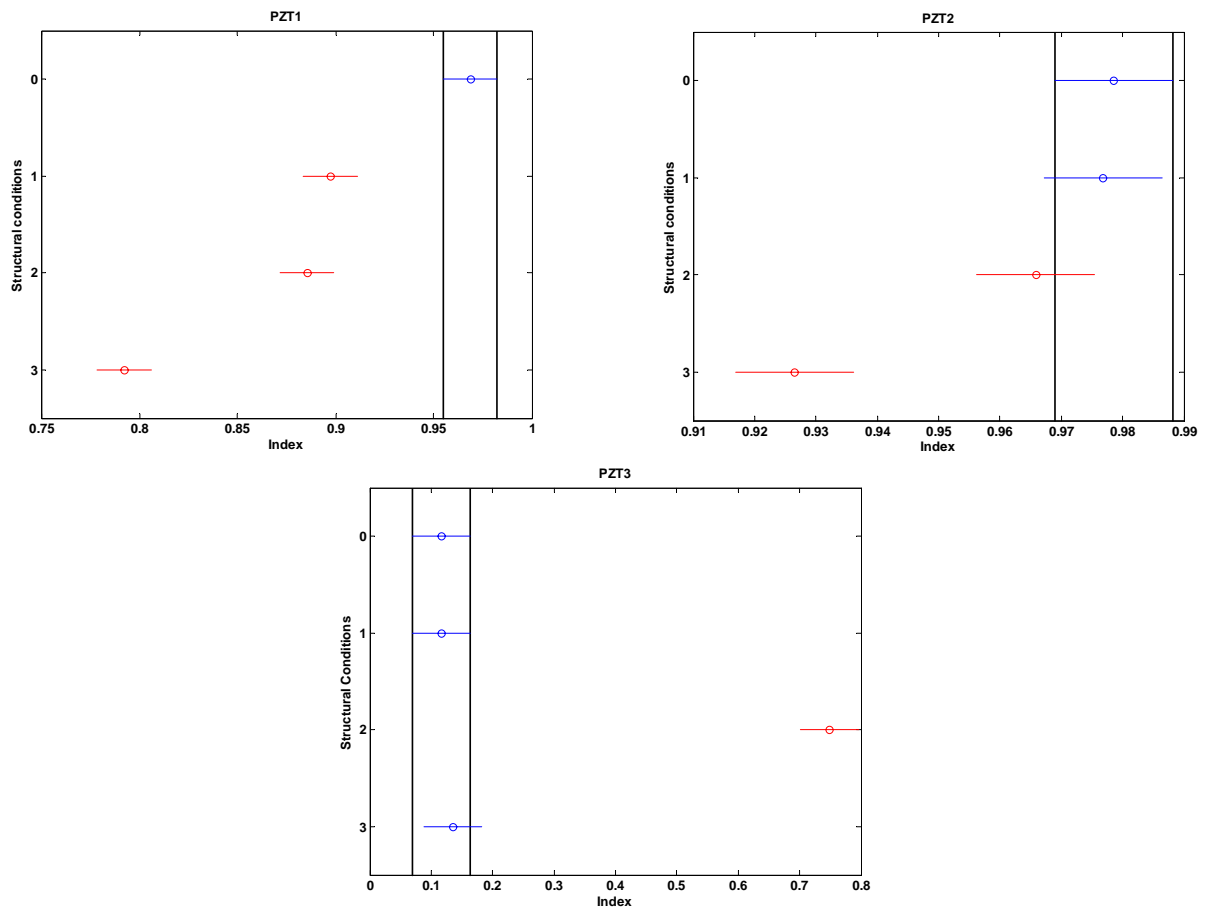 PZT1
Structural conditions
0
1
2
3
0.75 0.8 0.85 0.9 0.95 1
Index
PZT2
Structural conditions
0
1
2
3
0.91 0.92 0.93 0.94 0.95 0.96 0.97 0.98 0.99
Index
PZT3
Structural Conditions
0
1
2
3
0 0.1 0.2 0.3 0.4 0.5 0.6 0.7 0.8
Index